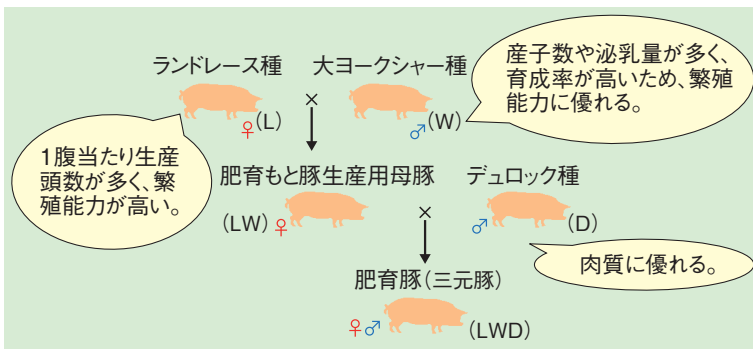 ランドレース種
大ヨークシャー種
産子数や泌乳量が多く、
育成率が高いため、繁殖
能力に優れる。
×
♀(L)
♂(W)
1腹当たり生産
頭数が多く、繁
殖能力が高い。
肥育もと豚生産用母豚
デュロック種
(LW)♀
×
♂
(D)
肉質に優れる。
肥育豚(三元豚)
♀♂
(LWD)